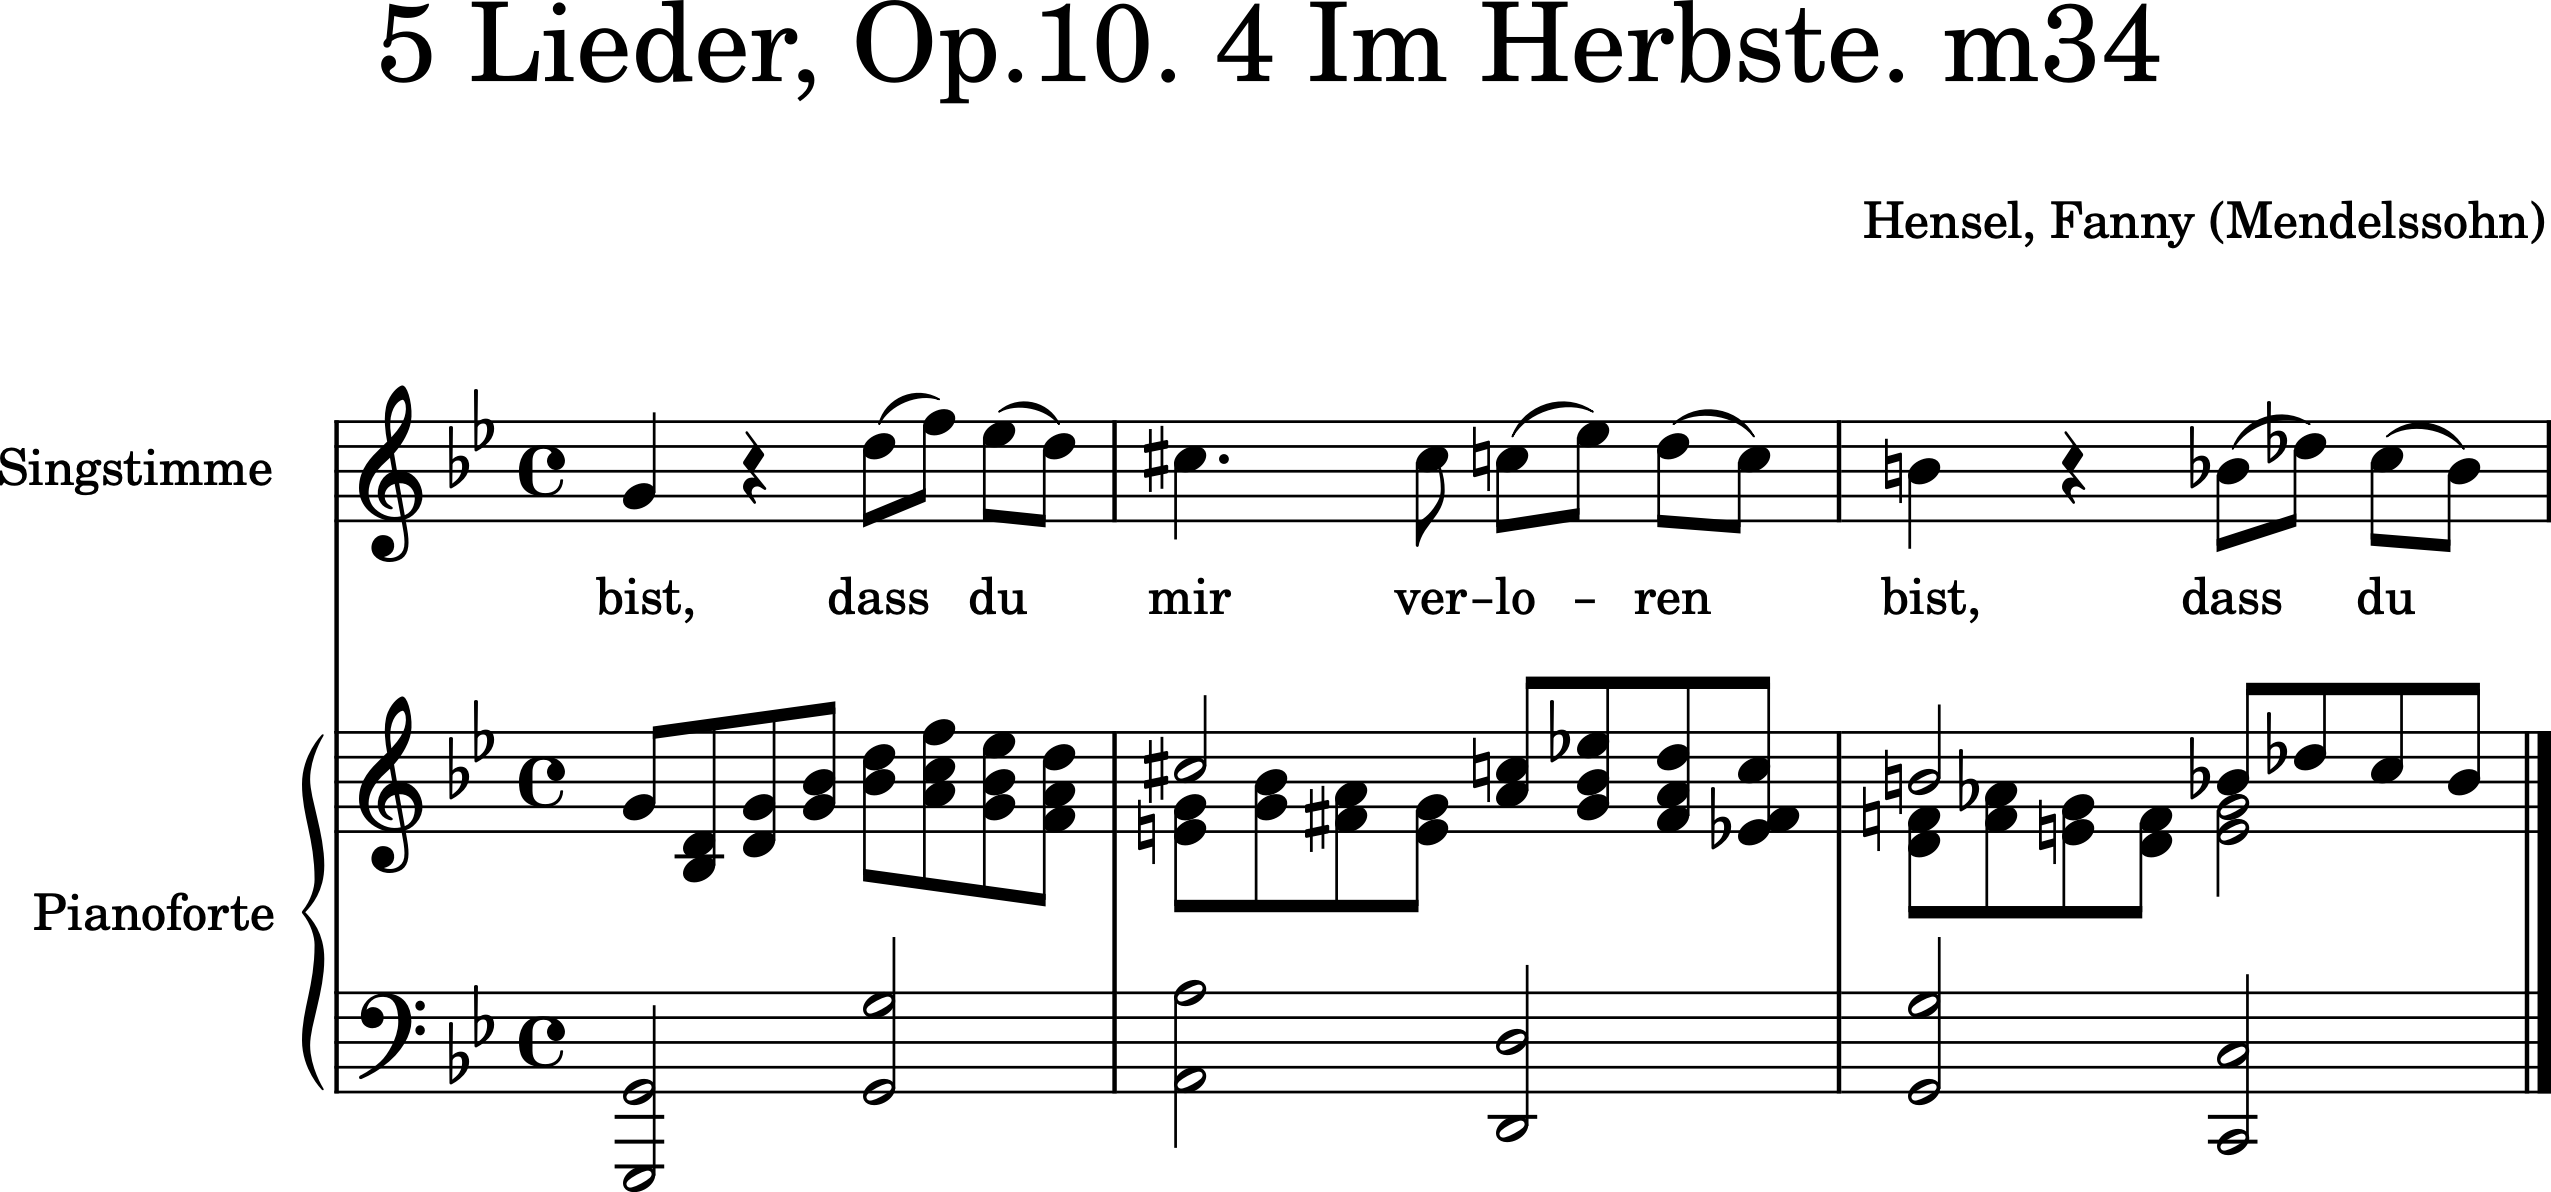 5 Lieder, Op.10. 4 Im Herbste. m34
Hensel, Fanny (Mendelssohn)
Singstimme
bist, dass du mir ver-lo - ren bist, dass du
Pianoforte